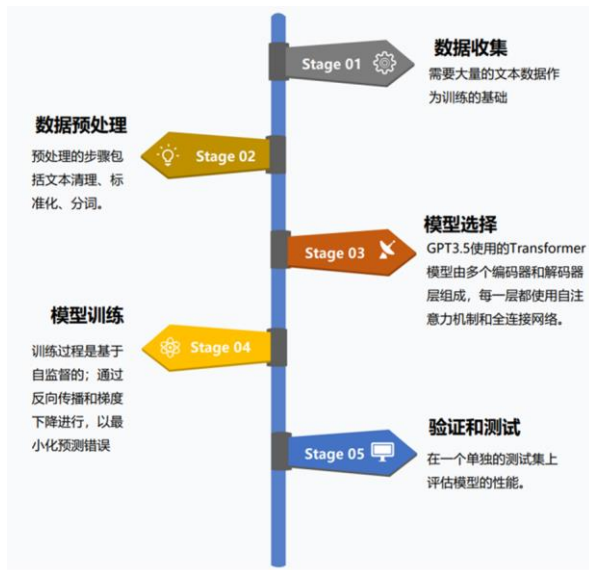 Stage 01
数据收集
需要大量的文本数据作
为训练的基础
数据预处理
预处理的步骤包
括文本清理、标
准化、分词。
Stage 02
模型选择
GPT3.5使用的Transformer
模型由多个编码器和解码器
层组成，每一层都使用自注
意力机制和全连接网络。
Stage 03
模型训练
训练过程是基于
自监督的；通过
反向传播和梯度
下降进行，以最
小化预测错误
Stage 04
验证和测试
在一个单独的测试集上
评估模型的性能。
Stage 05